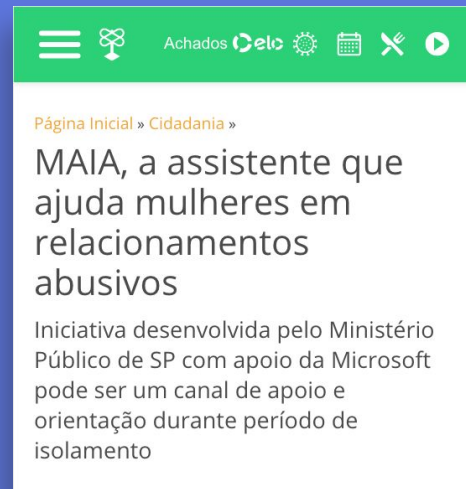 Achados elo
Página Inicial » Cidadania »
MAIA, a assistente que
ajuda mulheres em
relacionamentos
abusivos
Iniciativa desenvolvida pelo Ministério
Público de SP com apoio da Microsoft
pode ser um canal de apoio e
orientação durante período de
isolamento